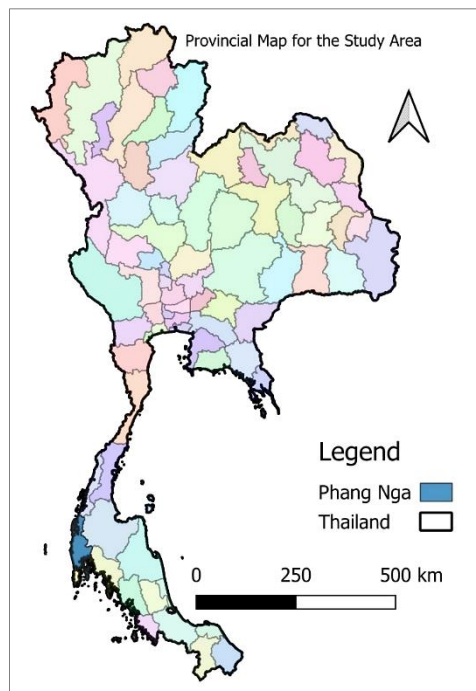 Provincial Map for the Study Area
Legend
Phang Nga
Thailand
0 250 500 km